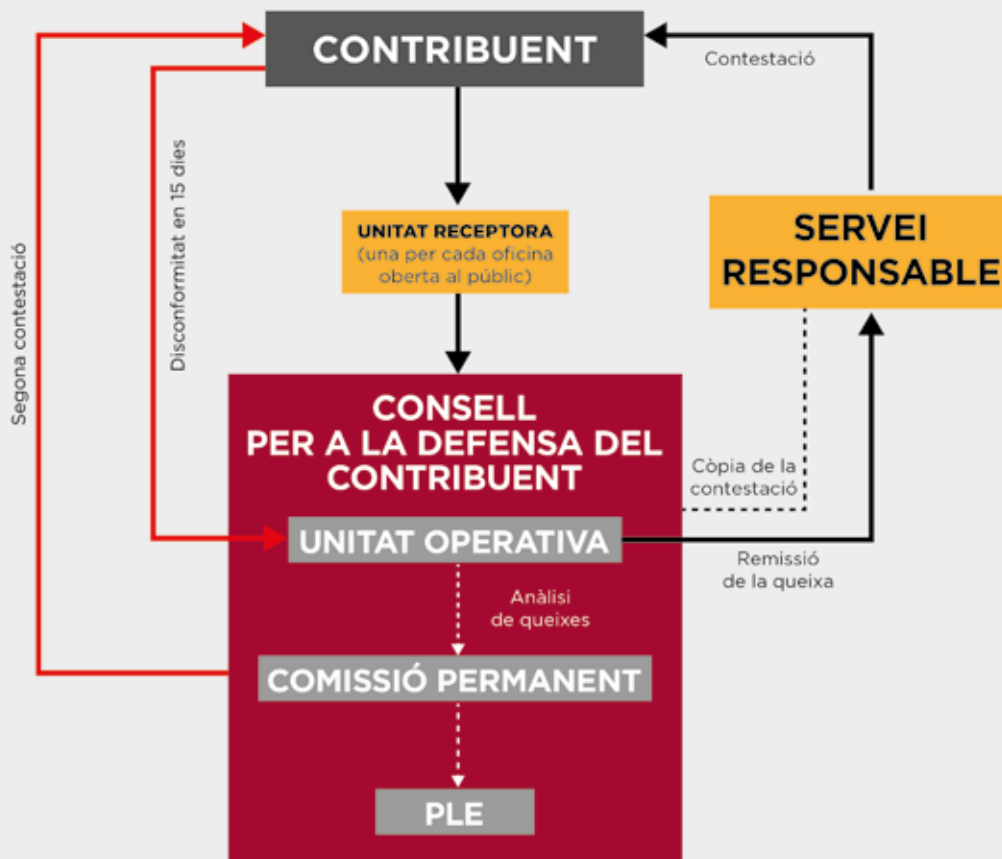 CONTRIBUENT
Contestació
Segona contestació
Disconformitat en 15 dies
UNITAT RECEPTORA
(una per cada oficina
oberta al públic)
SERVEI
RESPONSABLE
CONSELL
PER A LA DEFENSA DEL
CONTRIBUENT
Còpia de la
contestació
UNITAT OPERATIVA
Remissió
de la queixa
Anàlisi
de queixes
COMISSIÓ PERMANENT
PLE